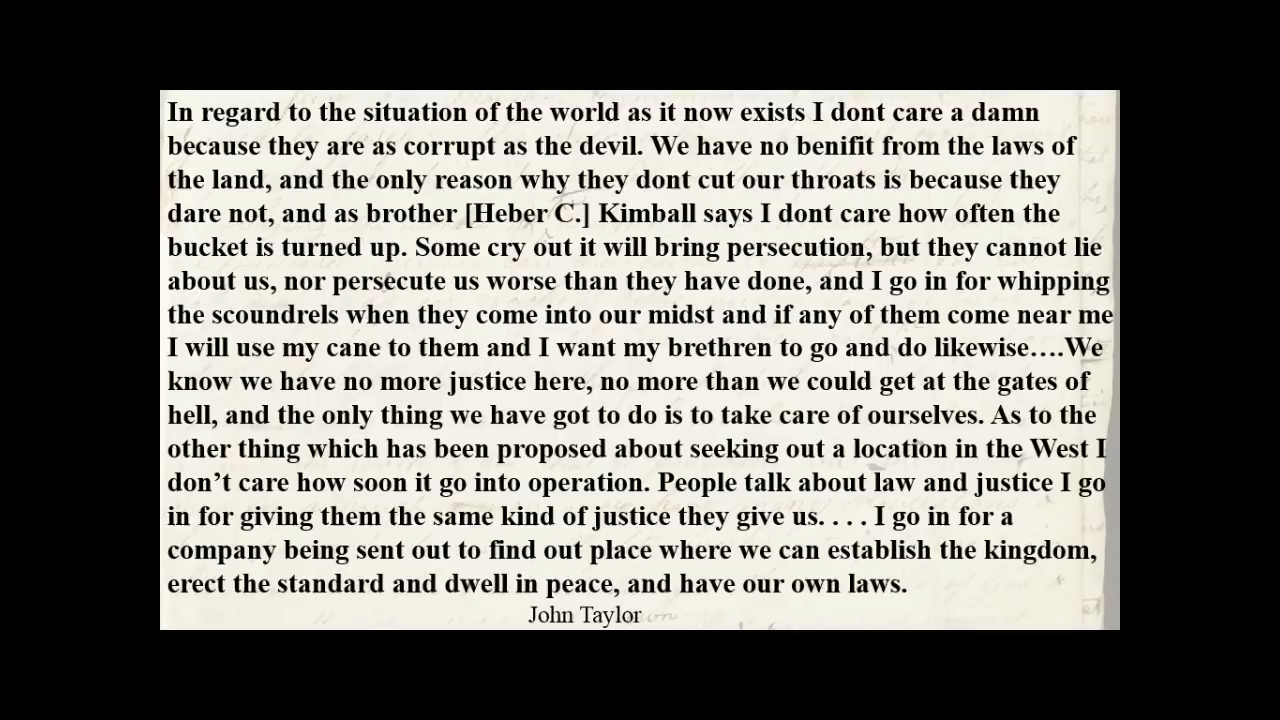 In regard to the situation of the world as it now exists I dont care a damn
because they are as corrupt as the devil. We have no benifit from the laws of
the land, and the only reason why they dont cut our throats is because they
dare not, and as brother [Heber C.] Kimball says I dont care how often the
bucket is turned up. Some cry out it will bring persecution, but they cannot lie
about us, nor persecute us worse than they have done, and I go in for whipping
the scoundrels when they come into our midst and if any of them come near me
I will use my cane to them and I want my brethren to go and do likewise….We
know we have no more justice here, no more than we could get at the gates of
hell, and the only thing we have got to do is to take care of ourselves. As to the
other thing which has been proposed about seeking out a location in the West I
don’t care how soon it go into operation. People talk about law and justice I go
in for giving them the same kind of justice they give us. . . . I go in for a
company being sent out to find out place where we can establish the kingdom,
erect the standard and dwell in peace, and have our own laws.
John Taylor